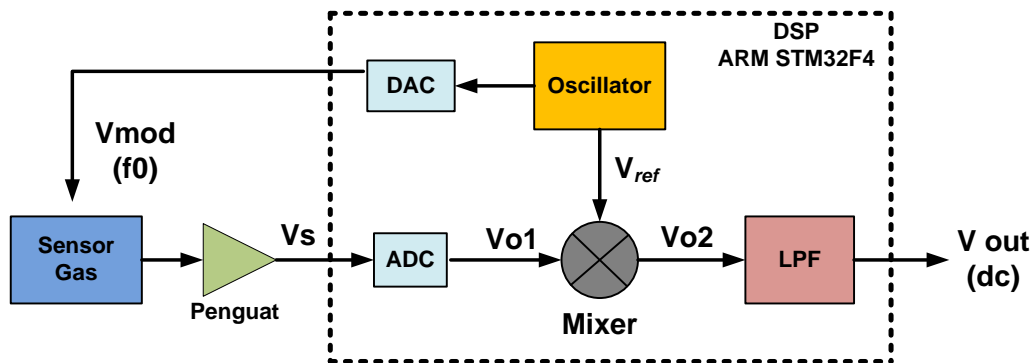 DSP
ARM STM32F4
DAC
Oscillator
Vmod
(f0)
Vref
Sensor
Gas
Penguat
Vs
ADC
Vo1
Mixer
Vo2
LPF
V out
(dc)